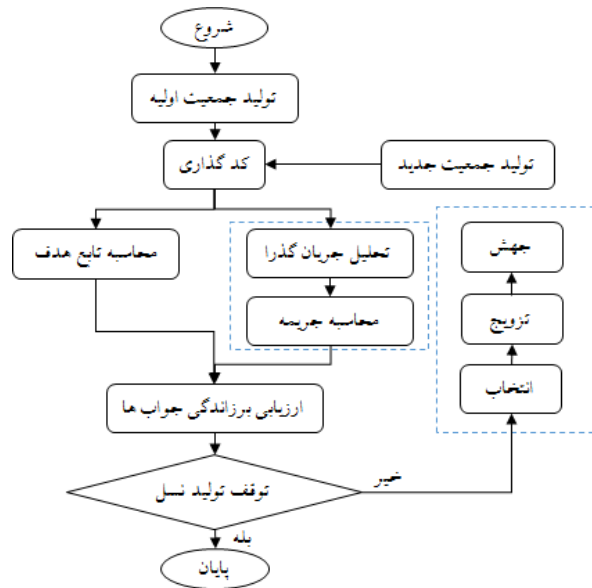 شروع
تولید جمعیت اولیه
کد گذاری
تولید جمعیت جدید
محاسبه تابع هدف
تحلیل جریان گذرا
جهش
محاسبه جریمه
تزویج
ارزیابی برزاندگی جواب ها
انتخاب
توقف تولید نسل
خیر
بله
پایان